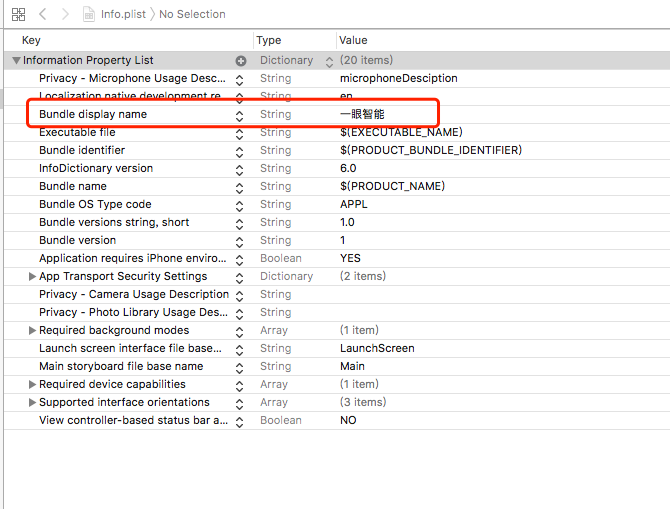 Info.plist No Selection
Key Type Value
Information Property List Dictionary (20 items)
Privacy - Microphone Usage Desc... String microphoneDesciption
Localization native development re... String en
Bundle display name String 一眼智能
Executable file String $(EXECUTABLE_NAME)
Bundle identifier String $(PRODUCT_BUNDLE_IDENTIFIER)
InfoDictionary version String 6.0
Bundle name String $(PRODUCT_NAME)
Bundle OS Type code String APPL
Bundle versions string, short String 1.0
Bundle version String 1
Application requires iPhone enviro... Boolean YES
App Transport Security Settings Dictionary (2 items)
Privacy - Camera Usage Description String
Privacy - Photo Library Usage Des... String
Required background modes Array (1 item)
Launch screen interface file base... String LaunchScreen
Main storyboard file base name String Main
Required device capabilities Array (1 item)
Supported interface orientations Array (3 items)
View controller-based status bar a... Boolean NO